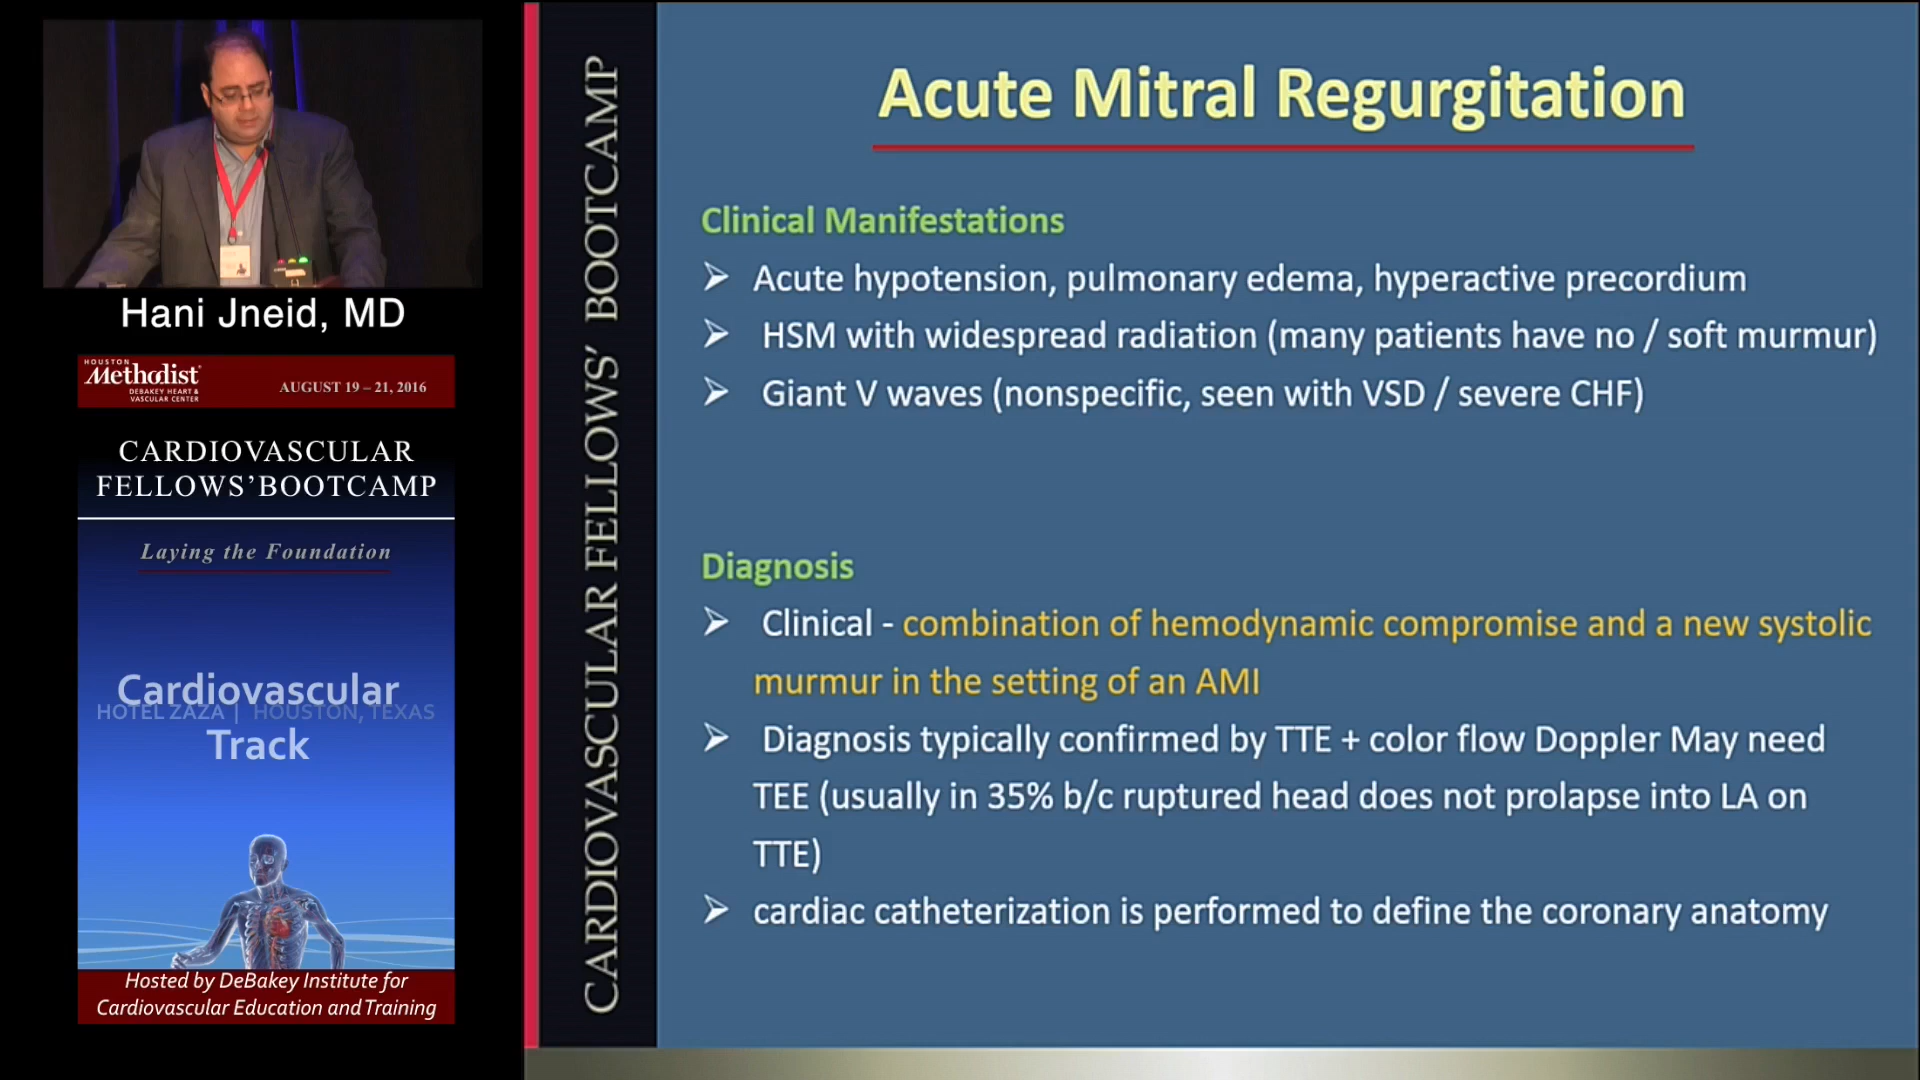 Hani Jneid, MD
HOUSTON
Methodist
DEBAKEY HEART &
VASCULAR CENTER
AUGUST 19 – 21, 2016
CARDIOVASCULAR
FELLOWS' BOOTCAMP
Laying the Foundation
Cardiovascular
HOTEL ZAZA | HOUSTON, TEXAS
Track
Hosted by DeBakey Institute for
Cardiovascular Education and Training
CARDIOVASCULAR FELLOWS' BOOTCAMP
Acute Mitral Regurgitation
Clinical Manifestations
➢ Acute hypotension, pulmonary edema, hyperactive precordium
➢ HSM with widespread radiation (many patients have no / soft murmur)
➢ Giant V waves (nonspecific, seen with VSD / severe CHF)
Diagnosis
➢ Clinical - combination of hemodynamic compromise and a new systolic
murmur in the setting of an AMI
➢ Diagnosis typically confirmed by TTE + color flow Doppler May need
TEE (usually in 35% b/c ruptured head does not prolapse into LA on
TTE)
➢ cardiac catheterization is performed to define the coronary anatomy